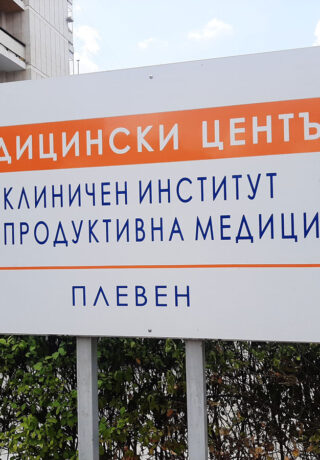 ДИЦИНСКИ ЦЕНТЪ
КЛИНИЧЕН ИНСТИТУТ
ПРОДУКТИВНА МЕДИЦИ
ПЛЕВЕН